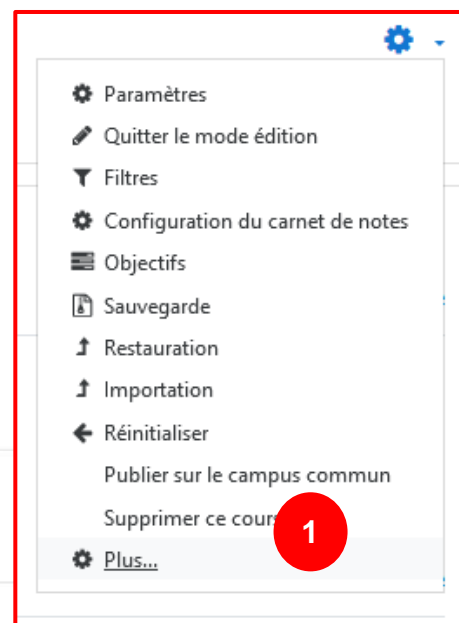 Paramètres
Quitter le mode édition
Filtres
Configuration du carnet de notes
Objectifs
Sauvegarde
Restauration
Importation
Réinitialiser
Publier sur le campus commun
Supprimer ce cours
1
Plus...